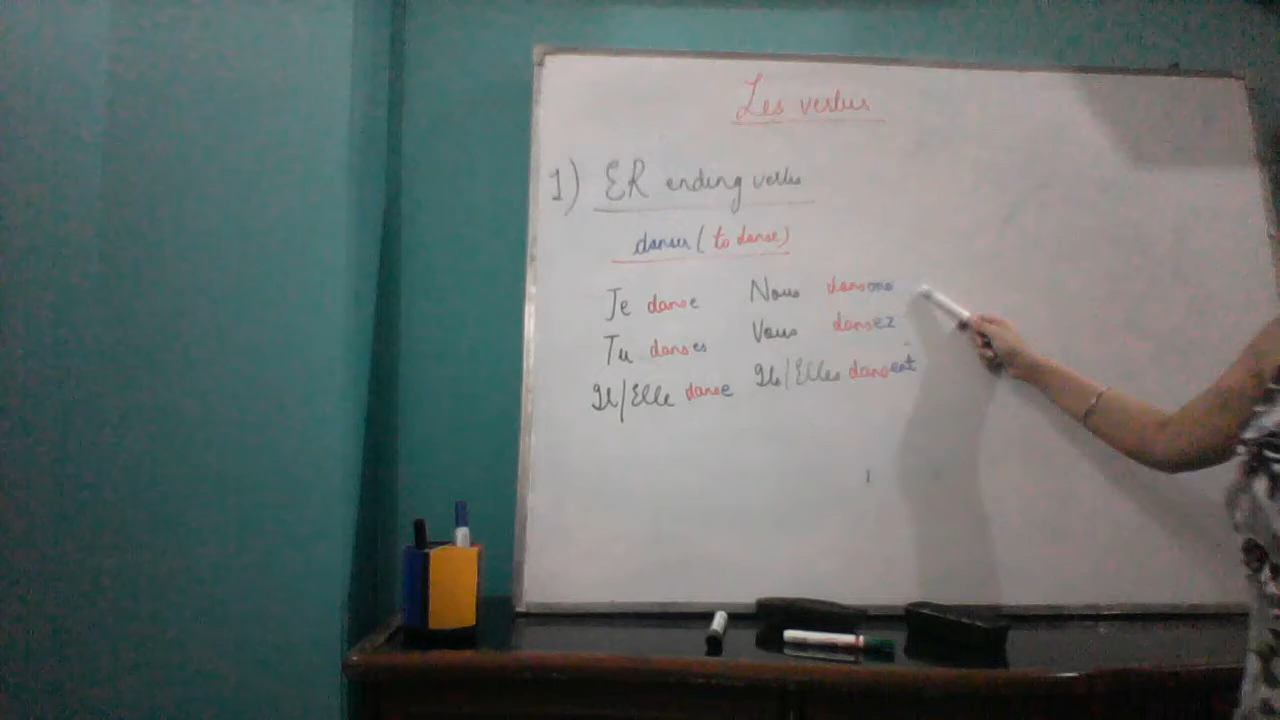 Les verbes
1) ER ending verbs
danser (to danse)
Je danse Nous dansons
Tu danses Vous dansez
Il/Elle danse Ils/Elles dansent